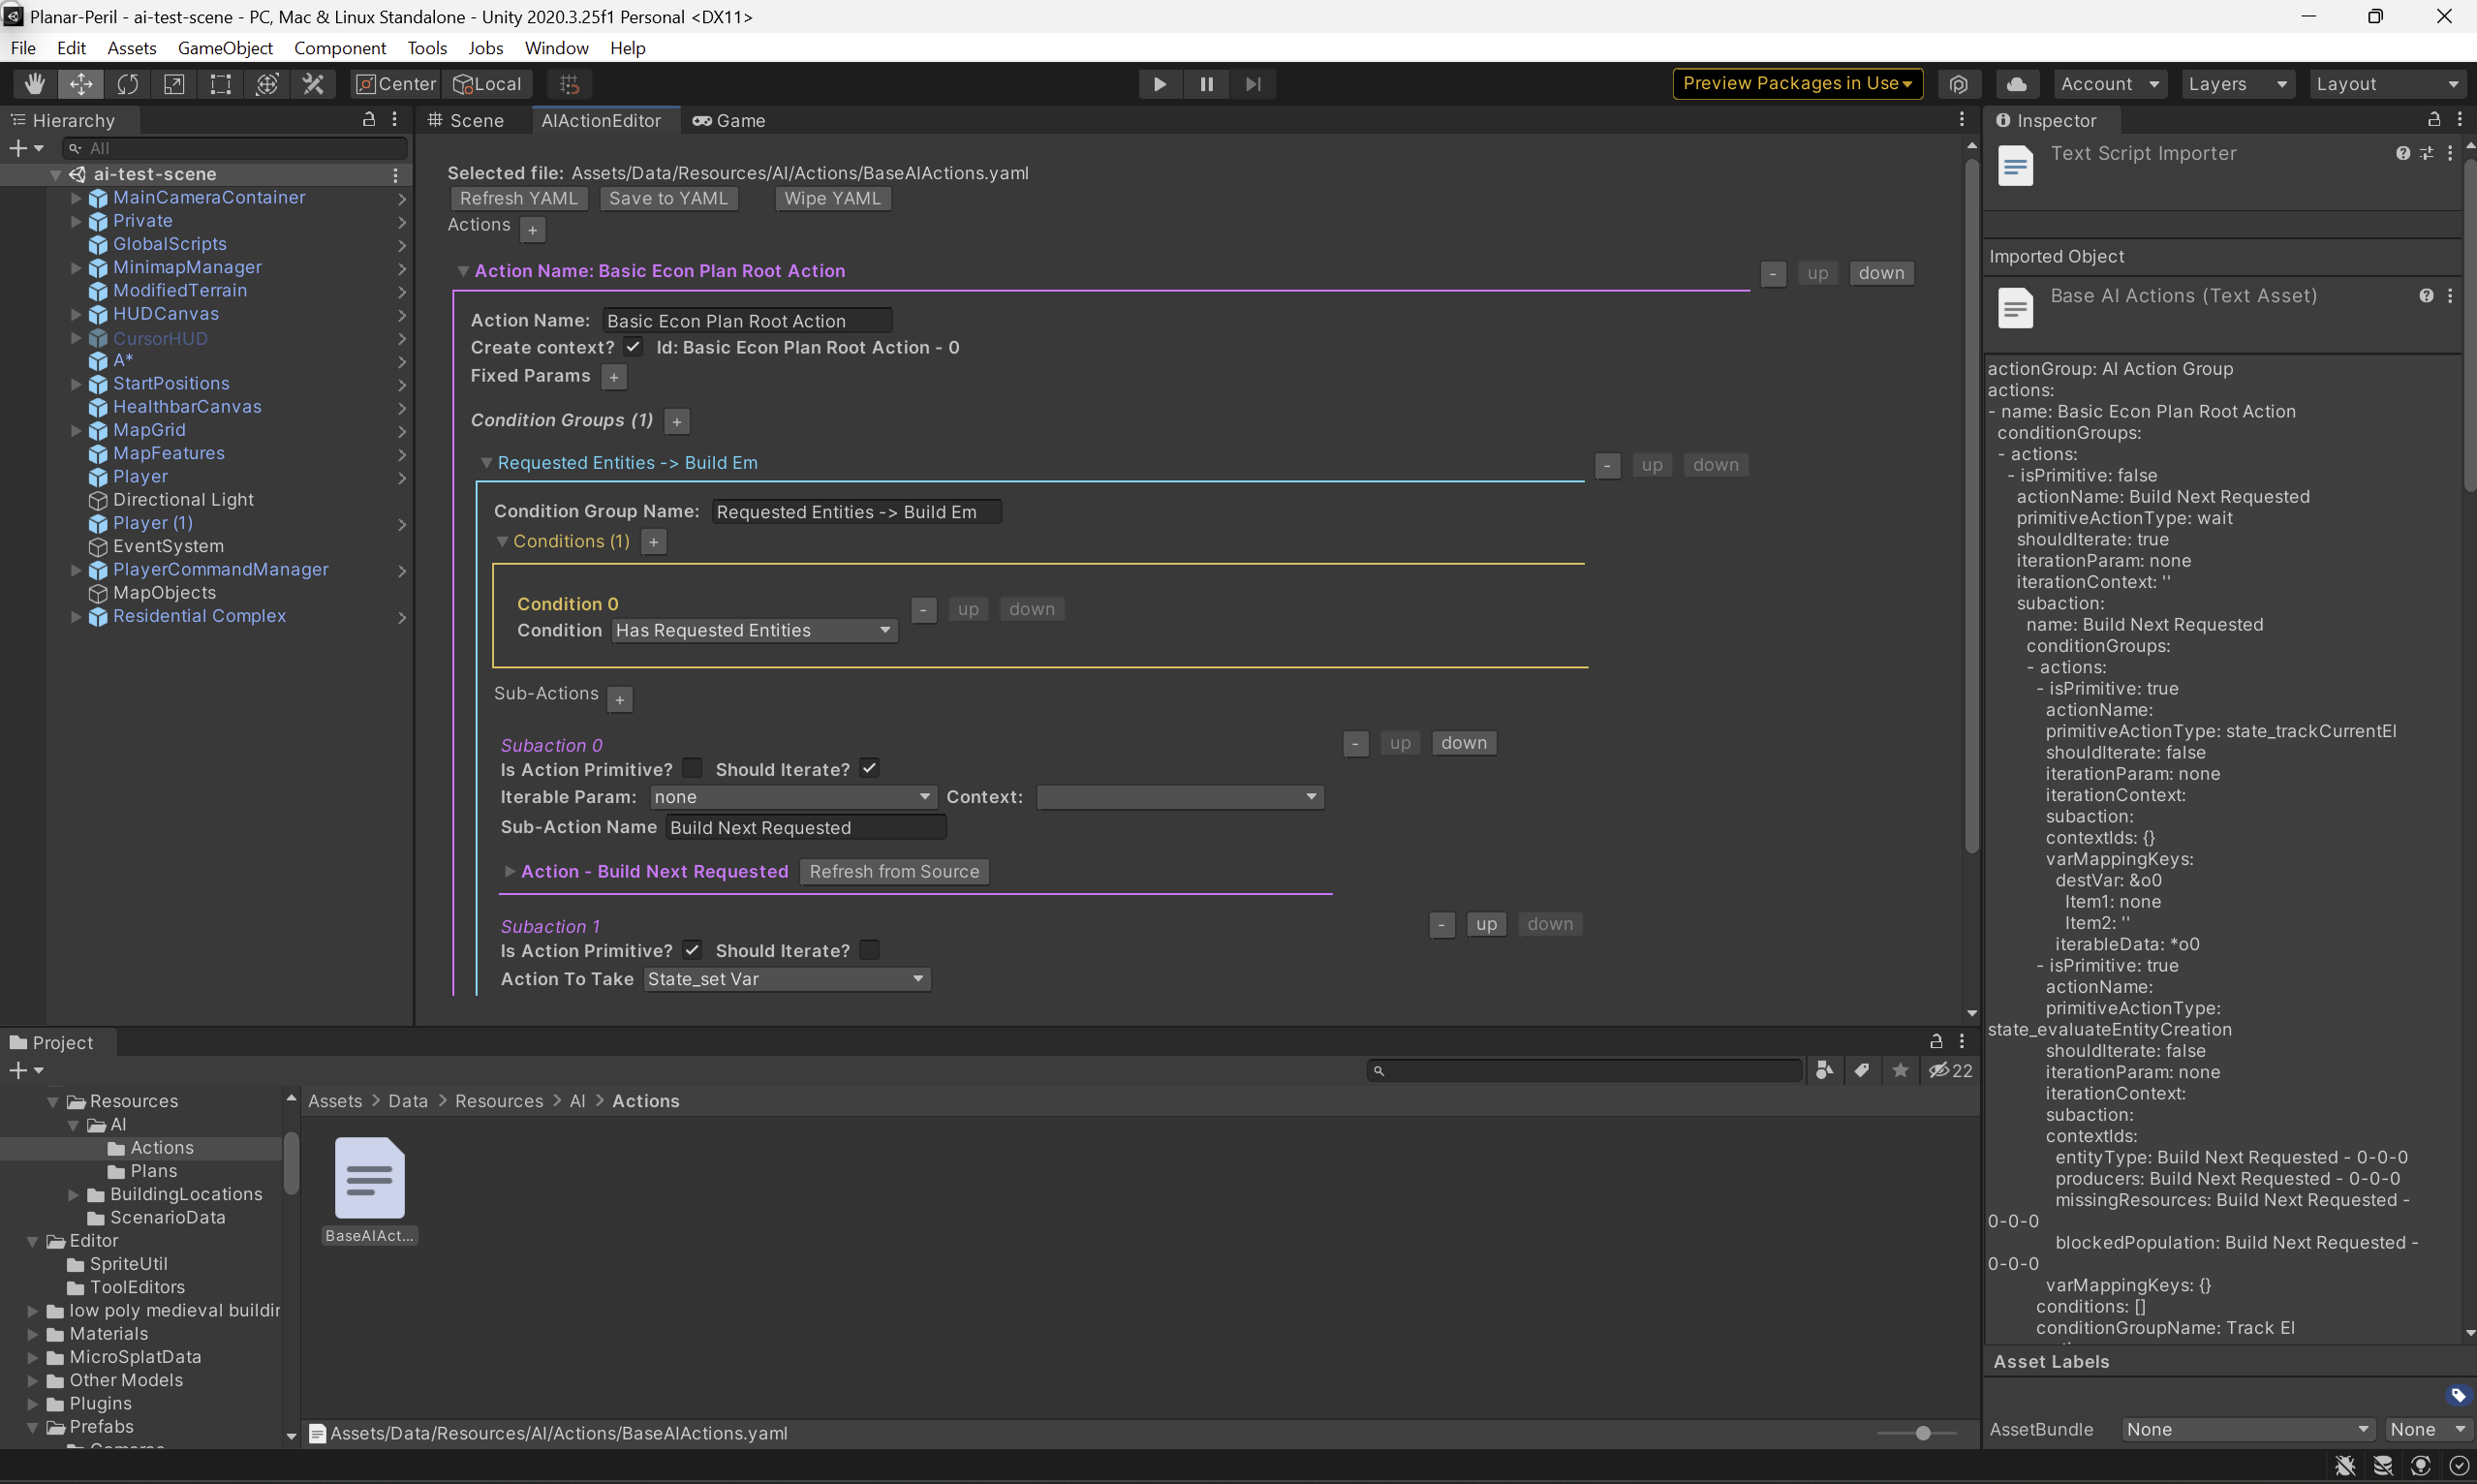 Planar-Peril - ai-test-scene - PC, Mac & Linux Standalone - Unity 2020.3.25f1 Personal <DX11>
File Edit Assets GameObject Component Tools Jobs Window Help
Center Local Preview Packages in Use Account Layers Layout
Hierarchy
All
ai-test-scene
MainCameraContainer
Private
GlobalScripts
MinimapManager
ModifiedTerrain
HUDCanvas
CursorHUD
A*
StartPositions
HealthbarCanvas
MapGrid
MapFeatures
Player
Directional Light
Player (1)
EventSystem
PlayerCommandManager
MapObjects
Residential Complex
Scene AIActionEditor Game
Selected file: Assets/Data/Resources/AI/Actions/BaseAIActions.yaml
Refresh YAML Save to YAML Wipe YAML
Actions +
Action Name: Basic Econ Plan Root Action - up down
Action Name: Basic Econ Plan Root Action
Create context? Id: Basic Econ Plan Root Action - 0
Fixed Params +
Condition Groups (1) +
Requested Entities -> Build Em - up down
Condition Group Name: Requested Entities -> Build Em
Conditions (1) +
Condition 0 - up down
Condition Has Requested Entities
Sub-Actions +
Subaction 0 - up down
Is Action Primitive? Should Iterate?
Iterable Param: none Context:
Sub-Action Name Build Next Requested
Action - Build Next Requested Refresh from Source
Subaction 1 - up down
Is Action Primitive? Should Iterate?
Action To Take State_set Var
Inspector
Text Script Importer
Imported Object
Base AI Actions (Text Asset)
actionGroup: AI Action Group
actions:
- name: Basic Econ Plan Root Action
conditionGroups:
- actions:
- isPrimitive: false
actionName: Build Next Requested
primitiveActionType: wait
shouldIterate: true
iterationParam: none
iterationContext: ''
subaction:
name: Build Next Requested
conditionGroups:
- actions:
- isPrimitive: true
actionName:
primitiveActionType: state_trackCurrentEI
shouldIterate: false
iterationParam: none
iterationContext:
subaction:
contextIds: {}
varMappingKeys:
destVar: &o0
Item1: none
Item2: ''
iterableData: *o0
- isPrimitive: true
actionName:
primitiveActionType:
state_evaluateEntityCreation
shouldIterate: false
iterationParam: none
iterationContext:
subaction:
contextIds:
entityType: Build Next Requested - 0-0-0
producers: Build Next Requested - 0-0-0
missingResources: Build Next Requested -
0-0-0
blockedPopulation: Build Next Requested -
0-0-0
varMappingKeys: {}
conditions: []
conditionGroupName: Track EI
Asset Labels
AssetBundle None None
Project
22
Resources
AI
Actions
Plans
BuildingLocations
ScenarioData
Editor
SpriteUtil
ToolEditors
low poly medieval buildin
Materials
MicroSplatData
Other Models
Plugins
Prefabs
Assets > Data > Resources > AI > Actions
BaseAIAct...
Assets/Data/Resources/AI/Actions/BaseAIActions.yaml